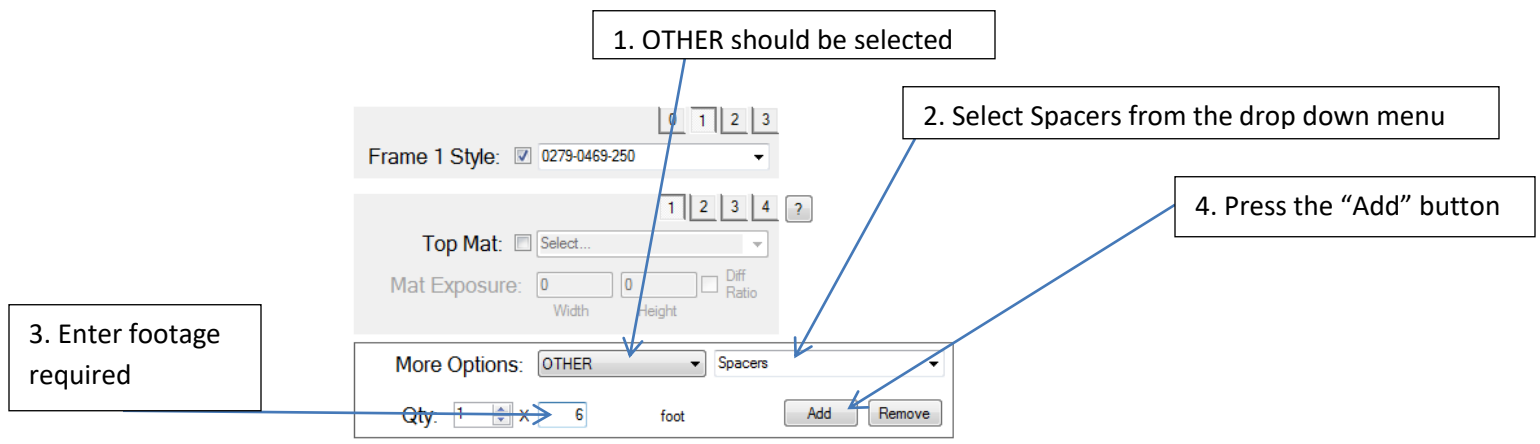 1. OTHER should be selected
2. Select Spacers from the drop down menu
0 1 2 3
Frame 1 Style: 0279-0469-250
1 2 3 4 ?
4. Press the “Add” button
Top Mat: Select...
Mat Exposure: 0 0 Diff Ratio
Width Height
3. Enter footage
required
More Options: OTHER Spacers
Qty: 1 X 6 foot Add Remove